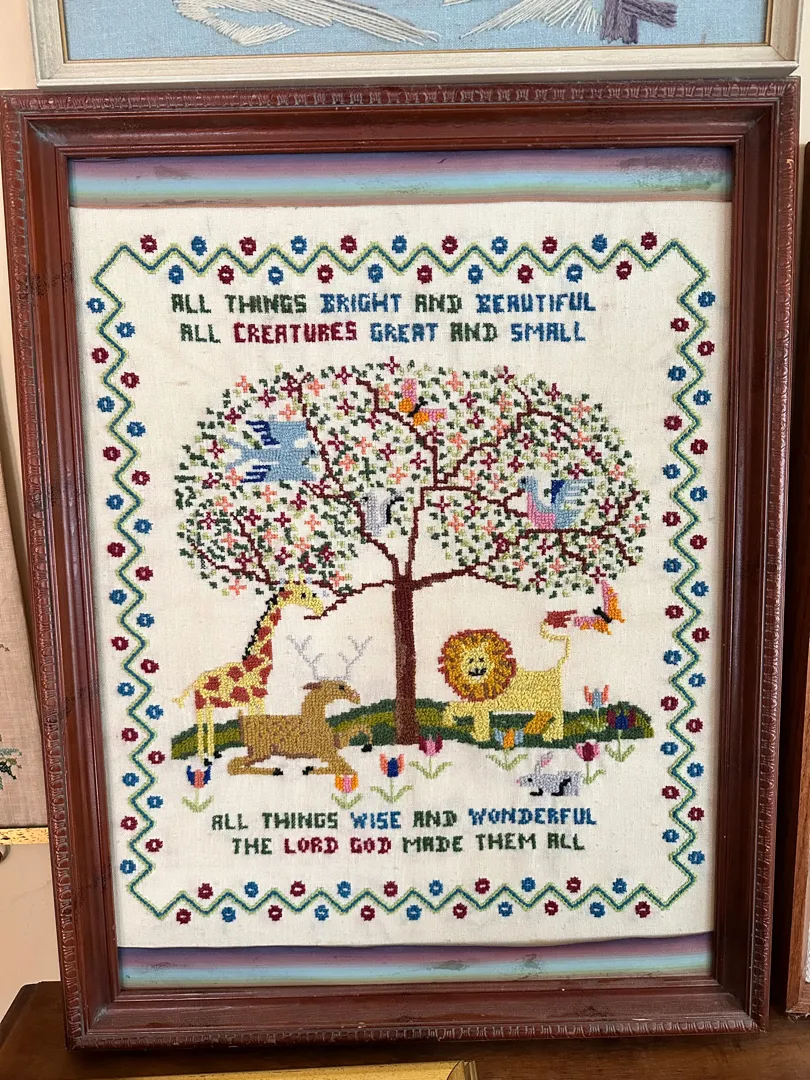 ALL THINGS BRIGHT AND BEAUTIFUL
ALL CREATURES GREAT AND SMALL
ALL THINGS WISE AND WONDERFUL
THE LORD GOD MADE THEM ALL